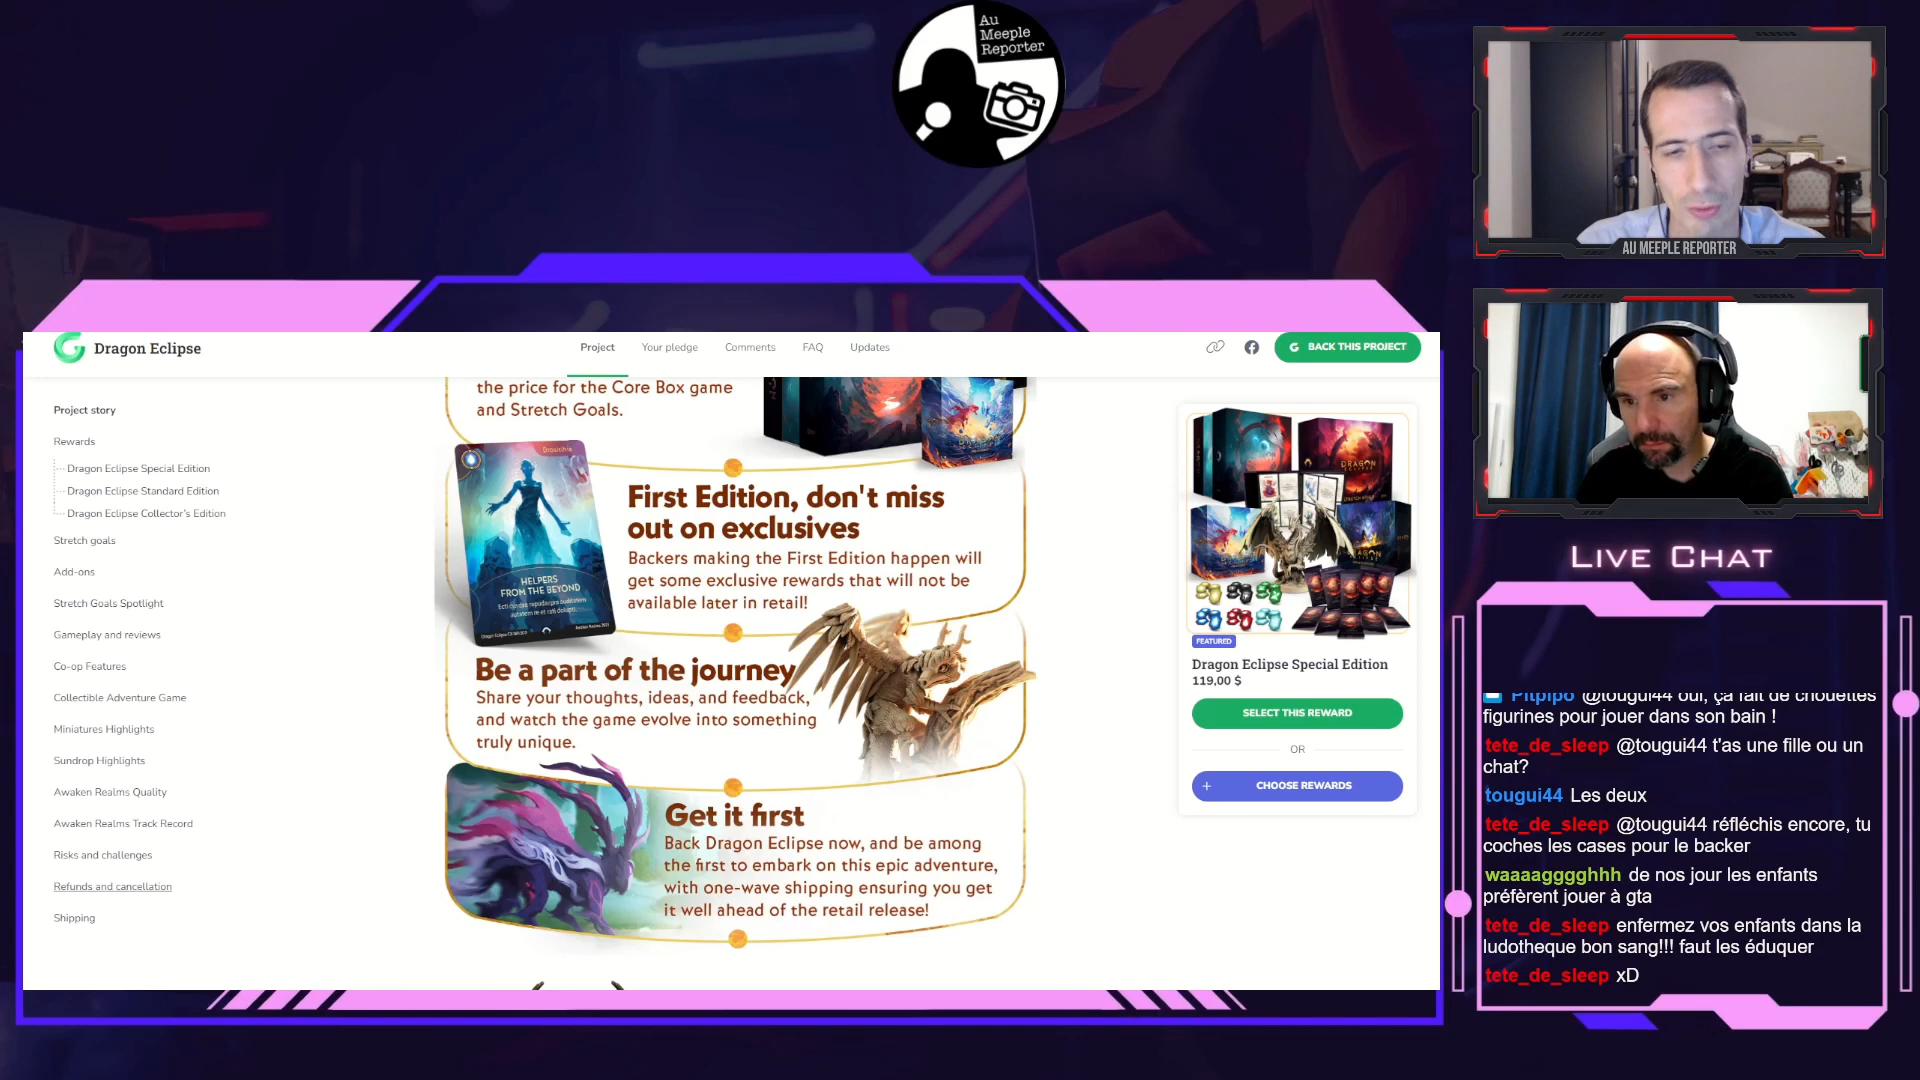 Au
Meeple
Reporter
AU MEEPLE REPORTER
Dragon Eclipse
Project
Your pledge
Comments
FAQ
Updates
BACK THIS PROJECT
Project story
Rewards
Dragon Eclipse Special Edition
Dragon Eclipse Standard Edition
Dragon Eclipse Collector's Edition
Stretch goals
Add-ons
Stretch Goals Spotlight
Gameplay and reviews
Co-op Features
Collectible Adventure Game
Miniatures Highlights
Sundrop Highlights
Awaken Realms Quality
Awaken Realms Track Record
Risks and challenges
Refunds and cancellation
Shipping
the price for the Core Box game
and Stretch Goals.
HELPERS
FROM THE BEYOND
First Edition, don't miss
out on exclusives
Backers making the First Edition happen will
get some exclusive rewards that will not be
available later in retail!
Be a part of the journey
Share your thoughts, ideas, and feedback,
and watch the game evolve into something
truly unique.
Get it first
Back Dragon Eclipse now, and be among
the first to embark on this epic adventure,
with one-wave shipping ensuring you get
it well ahead of the retail release!
DRAGON
FEATURED
Dragon Eclipse Special Edition
119,00 $
SELECT THIS REWARD
OR
+ CHOOSE REWARDS
LIVE CHAT
Pitpipo @tougui44 oui, ça fait de chouettes
figurines pour jouer dans son bain !
tete_de_sleep @tougui44 t'as une fille ou un
chat?
tougui44 Les deux
tete_de_sleep @tougui44 réfléchis encore, tu
coches les cases pour le backer
waaaagggghhh de nos jour les enfants
préfèrent jouer à gta
tete_de_sleep enfermez vos enfants dans la
ludotheque bon sang!!! faut les éduquer
tete_de_sleep xD